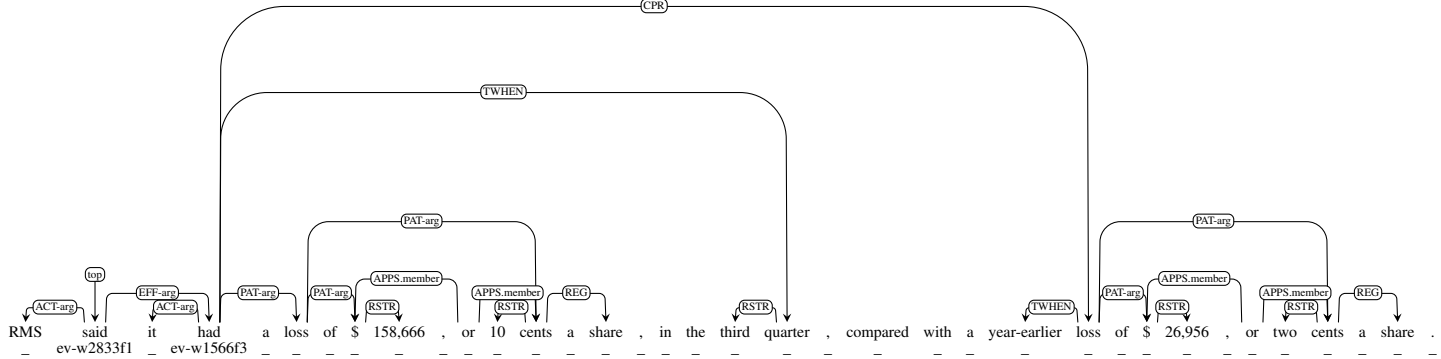 CPR
TWHEN
PAT-arg PAT-arg
top APPS.member APPS.member
EFF-arg PAT-arg PAT-arg APPS.member REG PAT-arg APPS.member REG
ACT-arg ACT-arg RSTR RSTR RSTR TWHEN RSTR RSTR
RMS said it had a loss of $ 158,666 , or 10 cents a share , in the third quarter , compared with a year-earlier loss of $ 26,956 , or two cents a share .
_ ev-w2833f1 _ ev-w1566f3 _ _ _ _ _ _ _ _ _ _ _ _ _ _ _ _ _ _ _ _ _ _ _ _ _ _ _ _ _ _ _ _